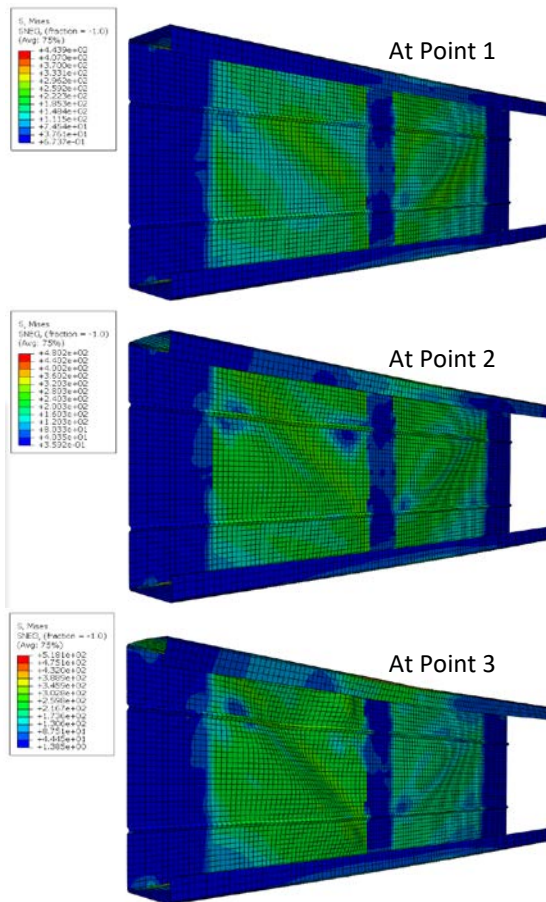 S, Mises
SNEG, (fraction = -1.0)
(Avg: 75%)
+4.439e+02
+4.070e+02
+3.700e+02
+3.331e+02
+2.962e+02
+2.592e+02
+2.223e+02
+1.853e+02
+1.484e+02
+1.115e+02
+7.454e+01
+3.761e+01
+6.737e-01
At Point 1
S, Mises
SNEG, (fraction = -1.0)
(Avg: 75%)
+4.802e+02
+4.402e+02
+4.002e+02
+3.602e+02
+3.203e+02
+2.803e+02
+2.403e+02
+2.003e+02
+1.603e+02
+1.203e+02
+8.033e+01
+4.035e+01
+3.592e-01
At Point 2
S, Mises
SNEG, (fraction = -1.0)
(Avg: 75%)
+5.181e+02
+4.751e+02
+4.320e+02
+3.889e+02
+3.459e+02
+3.028e+02
+2.598e+02
+2.167e+02
+1.736e+02
+1.306e+02
+8.751e+01
+4.445e+01
+1.385e+00
At Point 3